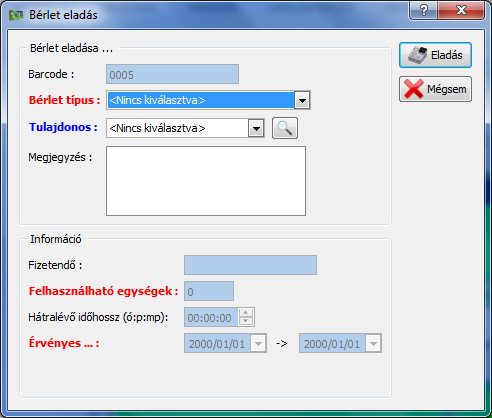 Bérlet eladás
Bérlet eladása ...
Eladás
Barcode :
0005
Bérlet típus :
<Nincs kiválasztva>
Mégsem
Tulajdonos :
<Nincs kiválasztva>
Megjegyzés :
Információ
Fizetendő :
Felhasználható egységek :
0
Hátralévő időhossz (ó:p:mp):
00:00:00
Érvényes ... :
2000/01/01
->
2000/01/01